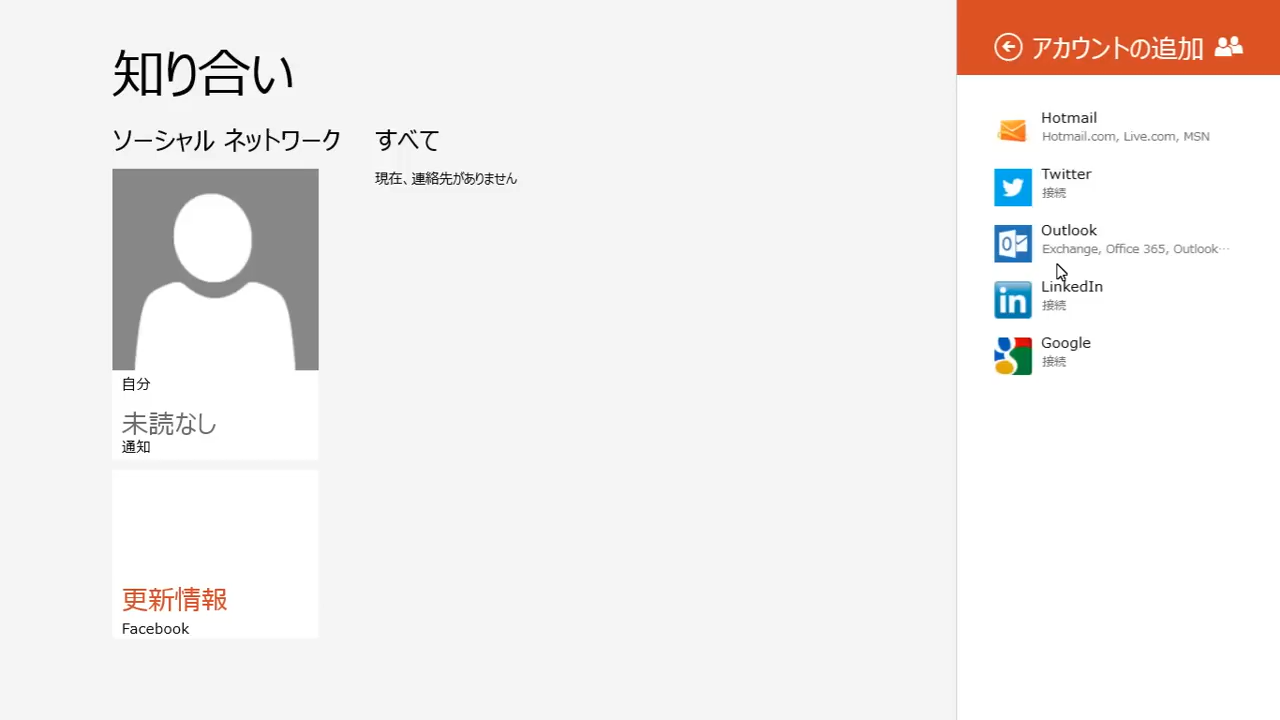 知り合い
ソーシャル ネットワーク
自分
未読なし
通知
更新情報
Facebook
すべて
現在、連絡先がありません
アカウントの追加
Hotmail
Hotmail.com, Live.com, MSN
Twitter
接続
Outlook
Exchange, Office 365, Outlook…
LinkedIn
接続
Google
接続